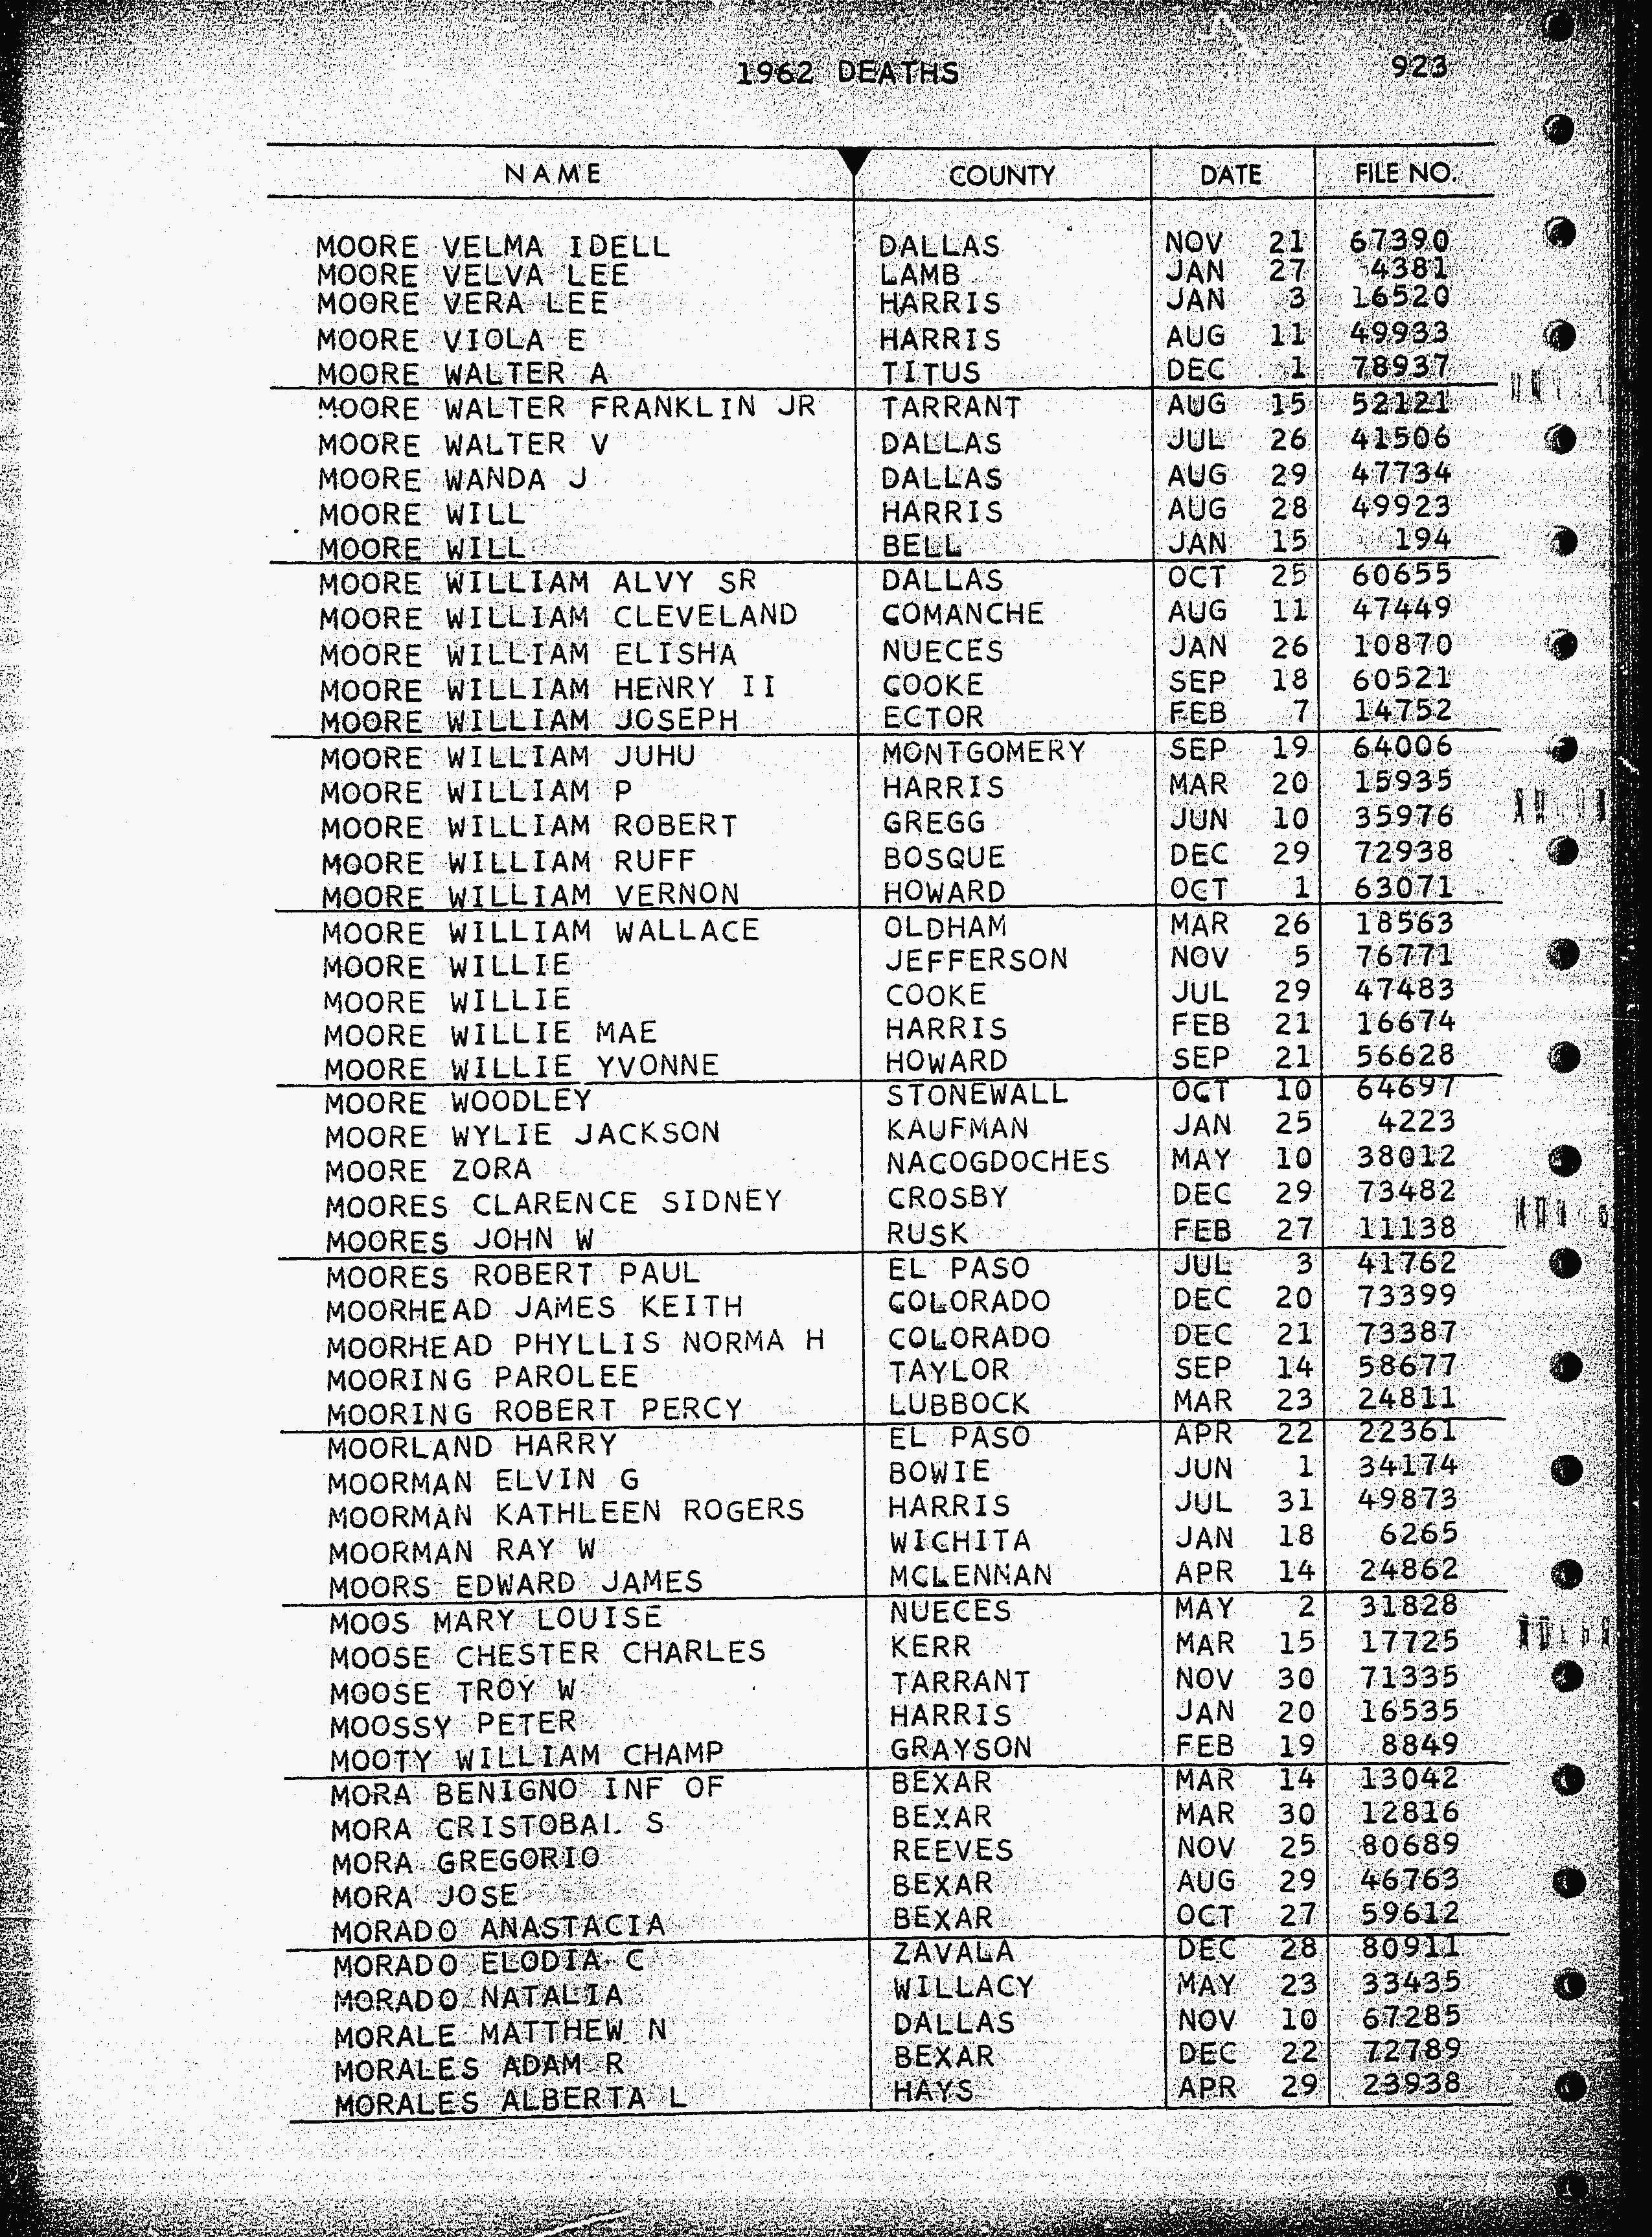 1962 DEATHS 923
NAME COUNTY DATE FILE NO.
MOORE VELMA IDELL DALLAS NOV 21 67390
MOORE VELVA LEE LAMB JAN 27 4381
MOORE VERA LEE HARRIS JAN 3 16520
MOORE VIOLA E HARRIS AUG 11 49933
MOORE WALTER A TITUS DEC 1 78937
MOORE WALTER FRANKLIN JR TARRANT AUG 15 52121
MOORE WALTER V DALLAS JUL 26 41506
MOORE WANDA J DALLAS AUG 29 47734
MOORE WILL HARRIS AUG 28 49923
MOORE WILL BELL JAN 15 194
MOORE WILLIAM ALVY SR DALLAS OCT 25 60655
MOORE WILLIAM CLEVELAND COMANCHE AUG 11 47449
MOORE WILLIAM ELISHA NUECES JAN 26 10870
MOORE WILLIAM HENRY II COOKE SEP 18 60521
MOORE WILLIAM JOSEPH ECTOR FEB 7 14752
MOORE WILLIAM JUHU MONTGOMERY SEP 19 64006
MOORE WILLIAM P HARRIS MAR 20 15935
MOORE WILLIAM ROBERT GREGG JUN 10 35976
MOORE WILLIAM RUFF BOSQUE DEC 29 72938
MOORE WILLIAM VERNON HOWARD OCT 1 63071
MOORE WILLIAM WALLACE OLDHAM MAR 26 18563
MOORE WILLIE JEFFERSON NOV 5 76771
MOORE WILLIE COOKE JUL 29 47483
MOORE WILLIE MAE HARRIS FEB 21 16674
MOORE WILLIE YVONNE HOWARD SEP 21 56628
MOORE WOODLEY STONEWALL OCT 10 64697
MOORE WYLIE JACKSON KAUFMAN JAN 25 4223
MOORE ZORA NACOGDOCHES MAY 10 38012
MOORES CLARENCE SIDNEY CROSBY DEC 29 73482
MOORES JOHN W RUSK FEB 27 11138
MOORES ROBERT PAUL EL PASO JUL 3 41762
MOORHEAD JAMES KEITH COLORADO DEC 20 73399
MOORHEAD PHYLLIS NORMA H COLORADO DEC 21 73387
MOORING PAROLEE TAYLOR SEP 14 58677
MOORING ROBERT PERCY LUBBOCK MAR 23 24811
MOORLAND HARRY EL PASO APR 22 22361
MOORMAN ELVIN G BOWIE JUN 1 34174
MOORMAN KATHLEEN ROGERS HARRIS JUL 31 49873
MOORMAN RAY W WICHITA JAN 18 6265
MOORS EDWARD JAMES MCLENNAN APR 14 24862
MOOS MARY LOUISE NUECES MAY 2 31828
MOOSE CHESTER CHARLES KERR MAR 15 17725
MOOSE TROY W TARRANT NOV 30 71335
MOOSSY PETER HARRIS JAN 20 16535
MOOTY WILLIAM CHAMP GRAYSON FEB 19 8849
MORA BENIGNO INF OF BEXAR MAR 14 13042
MORA CRISTOBAL S BEXAR MAR 30 12816
MORA GREGORIO REEVES NOV 25 80689
MORA JOSE BEXAR AUG 29 46763
MORADO ANASTACIA BEXAR OCT 27 59612
MORADO ELODIA C ZAVALA DEC 28 80911
MORADO NATALIA WILLACY MAY 23 33435
MORALE MATTHEW N DALLAS NOV 10 67285
MORALES ADAM R BEXAR DEC 22 72789
MORALES ALBERTA L HAYS APR 29 23938